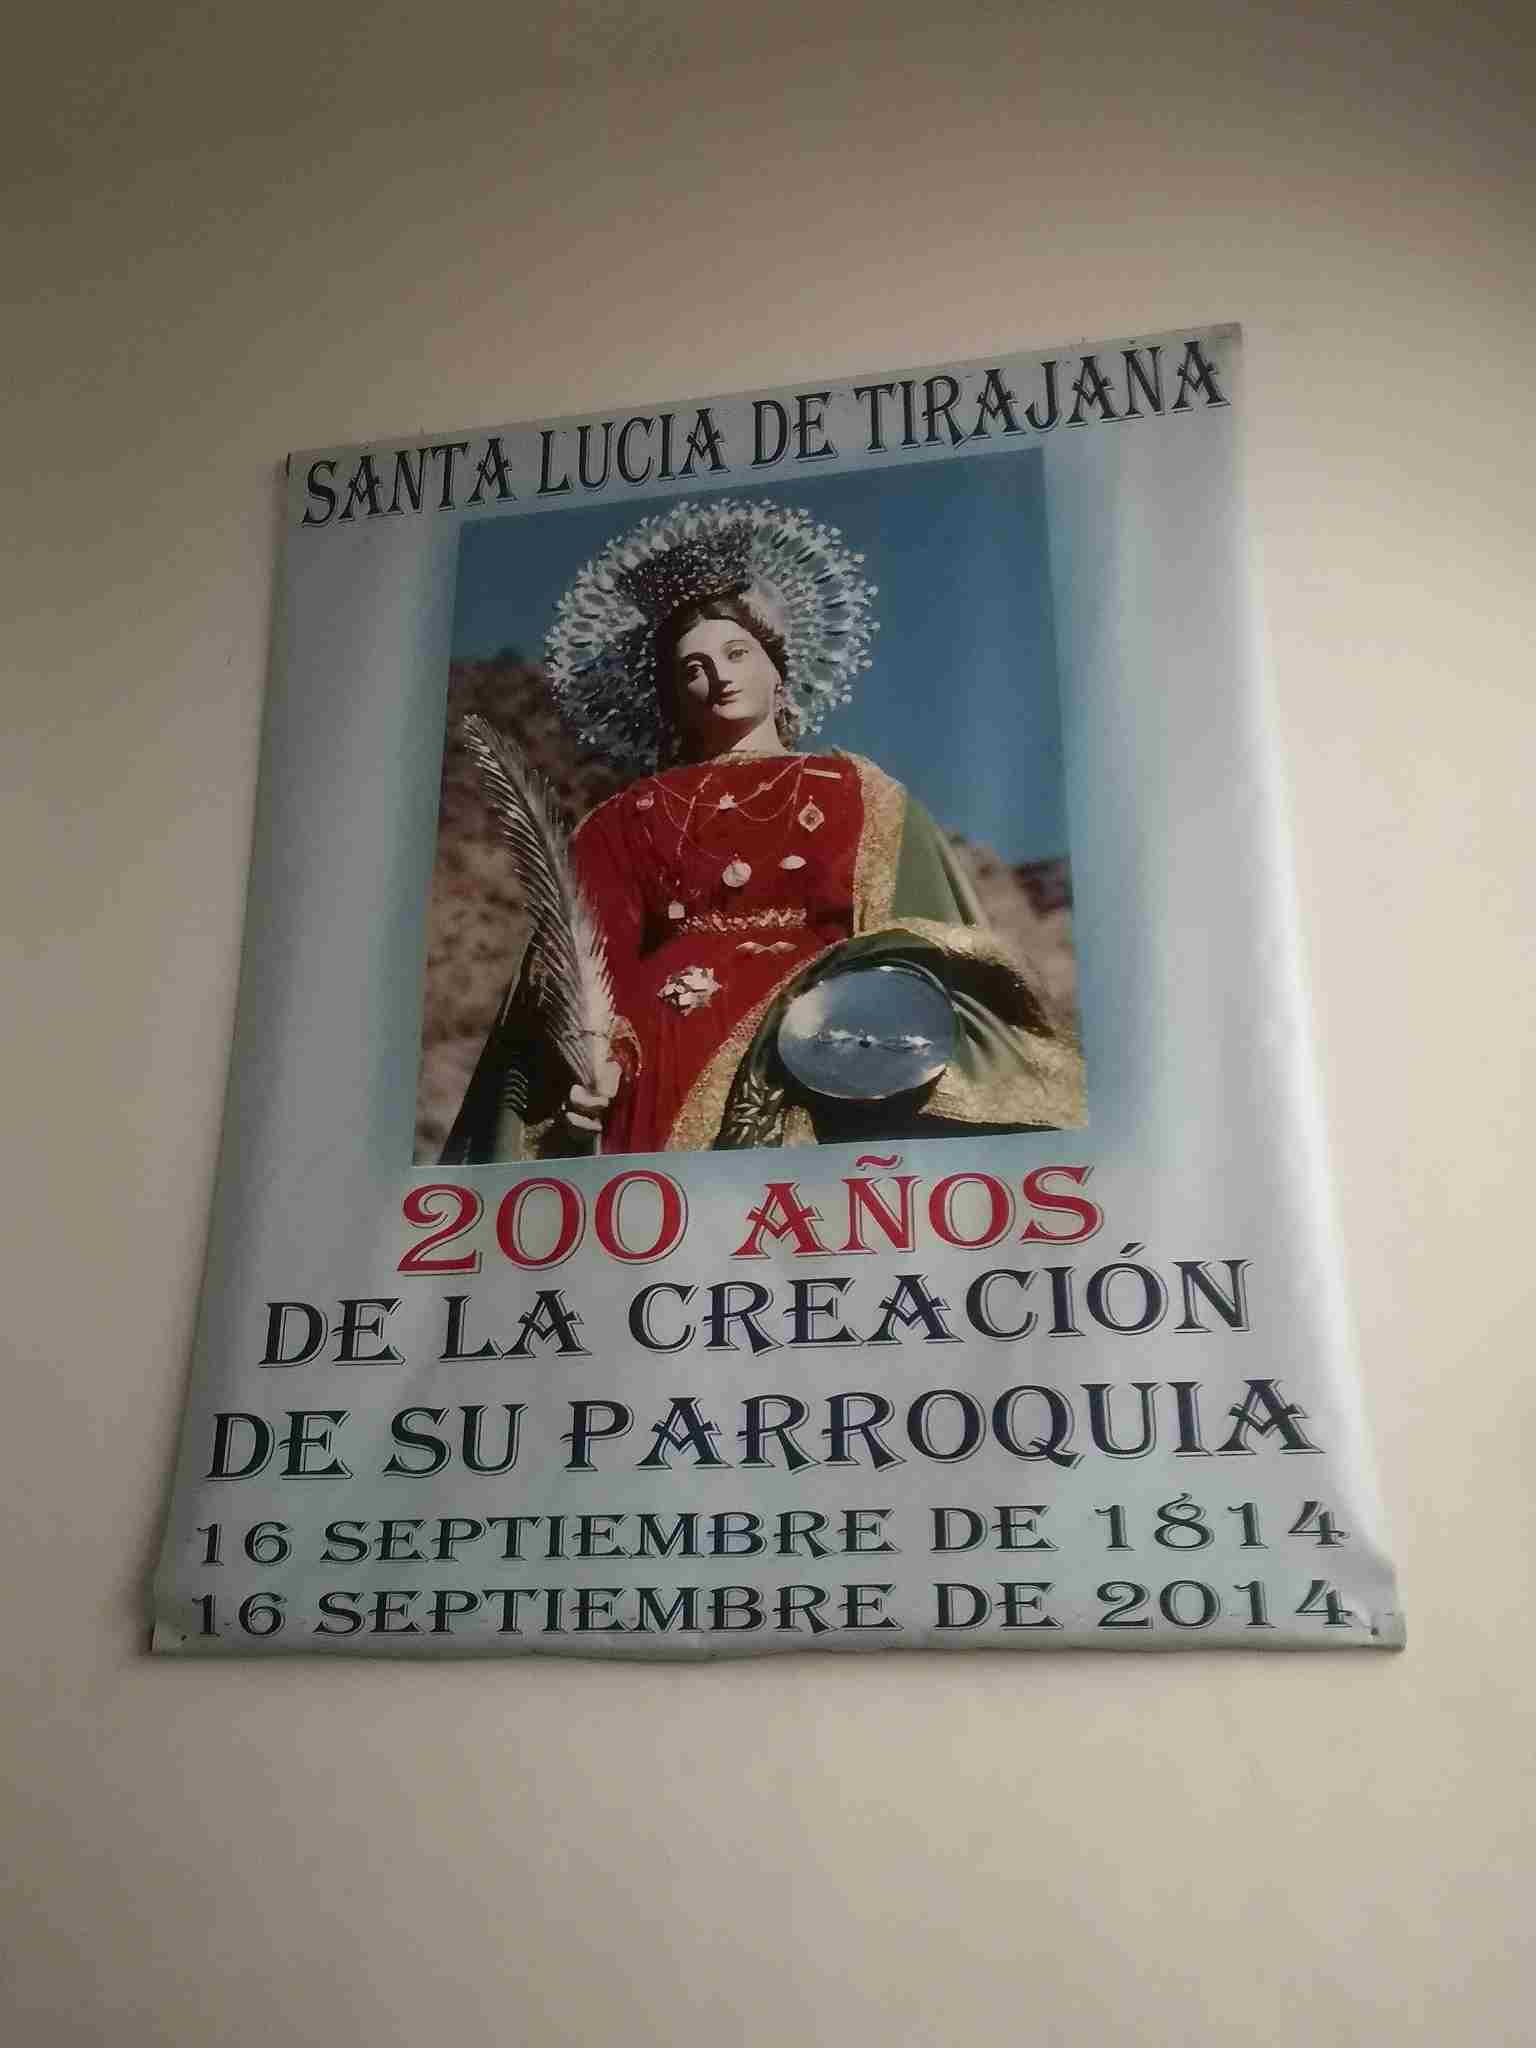 SANTA LUCIA DE TIRAJANA
200 AÑOS
DE LA CREACIÓN
DE SU PARROQUIA
16 SEPTIEMBRE DE 1814
16 SEPTIEMBRE DE 2014